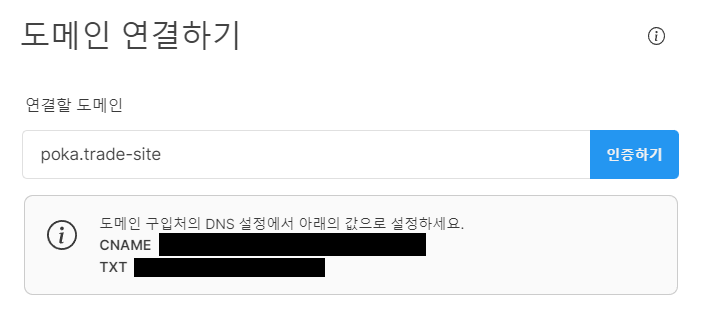 도메인 연결하기
연결할 도메인
poka.trade-site
인증하기
도메인 구입처의 DNS 설정에서 아래의 값으로 설정하세요.
CNAME
TXT